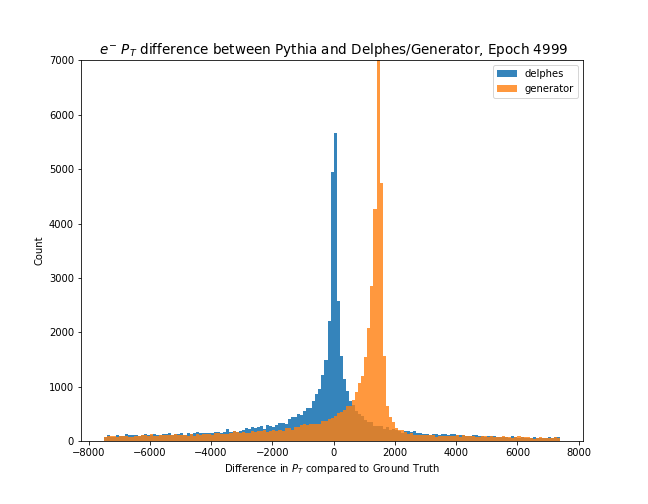 e⁻ P_T difference between Pythia and Delphes/Generator, Epoch 4999
delphes
generator
7000
6000
5000
4000
3000
2000
1000
0
Count
−8000 −6000 −4000 −2000 0 2000 4000 6000 8000
Difference in P_T compared to Ground Truth